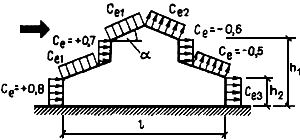 Ce1
Ce2
Ce=+0,7
Ce=-0,6
α
Ce1
Ce=-0,5
Ce=+0,8
Ce3
h1
h2
l